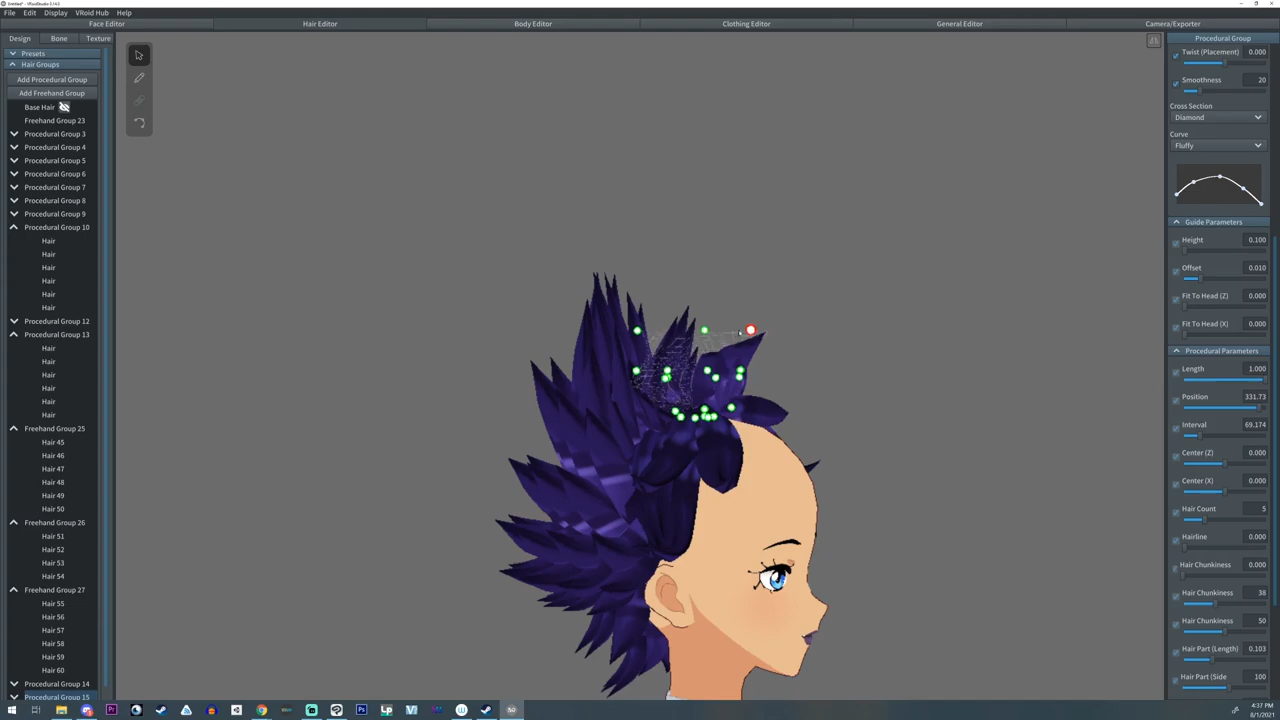 Untitled* - VRoidStudio 0.14.0
File Edit Display VRoid Hub Help
Face Editor Hair Editor Body Editor Clothing Editor General Editor Camera/Exporter
Design Bone Texture
Presets
Hair Groups
Add Procedural Group
Add Freehand Group
Base Hair
Freehand Group 23
Procedural Group 3
Procedural Group 4
Procedural Group 5
Procedural Group 6
Procedural Group 7
Procedural Group 8
Procedural Group 9
Procedural Group 10
Hair
Hair
Hair
Hair
Hair
Hair
Procedural Group 12
Procedural Group 13
Hair
Hair
Hair
Hair
Hair
Hair
Freehand Group 25
Hair 45
Hair 46
Hair 47
Hair 48
Hair 49
Hair 50
Freehand Group 26
Hair 51
Hair 52
Hair 53
Hair 54
Freehand Group 27
Hair 55
Hair 56
Hair 57
Hair 58
Hair 59
Hair 60
Procedural Group 14
Procedural Group 15
Procedural Group
Twist (Placement) 0.000
Smoothness 20
Cross Section
Diamond
Curve
Fluffy
Guide Parameters
Height 0.100
Offset 0.010
Fit To Head (Z) 0.000
Fit To Head (X) 0.000
Procedural Parameters
Length 1.000
Position 331.73
Interval 69.174
Center (Z) 0.000
Center (X) 0.000
Hair Count 5
Hairline 0.000
Hair Chunkiness 0.000
Hair Chunkiness 38
Hair Chunkiness 50
Hair Part (Length) 0.103
Hair Part (Side 100
4:37 PM
8/1/2021